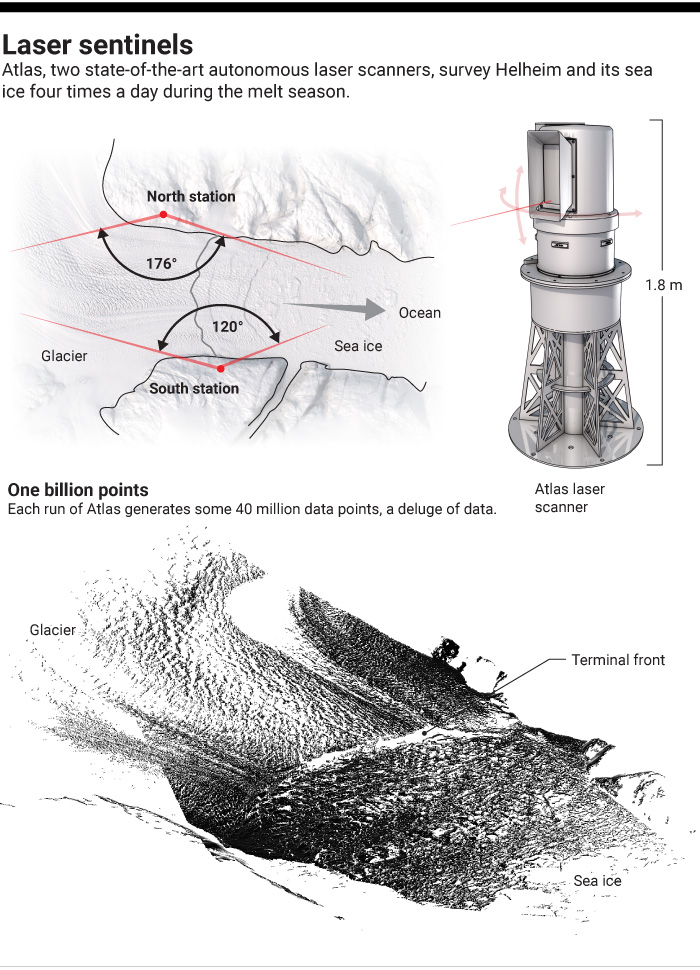 Laser sentinels
Atlas, two state-of-the-art autonomous laser scanners, survey Helheim and its sea
ice four times a day during the melt season.
North station
176°
1.8 m
120°
Ocean
Glacier
Sea ice
South station
One billion points
Each run of Atlas generates some 40 million data points, a deluge of data.
Atlas laser
scanner
Glacier
Terminal front
Sea ice